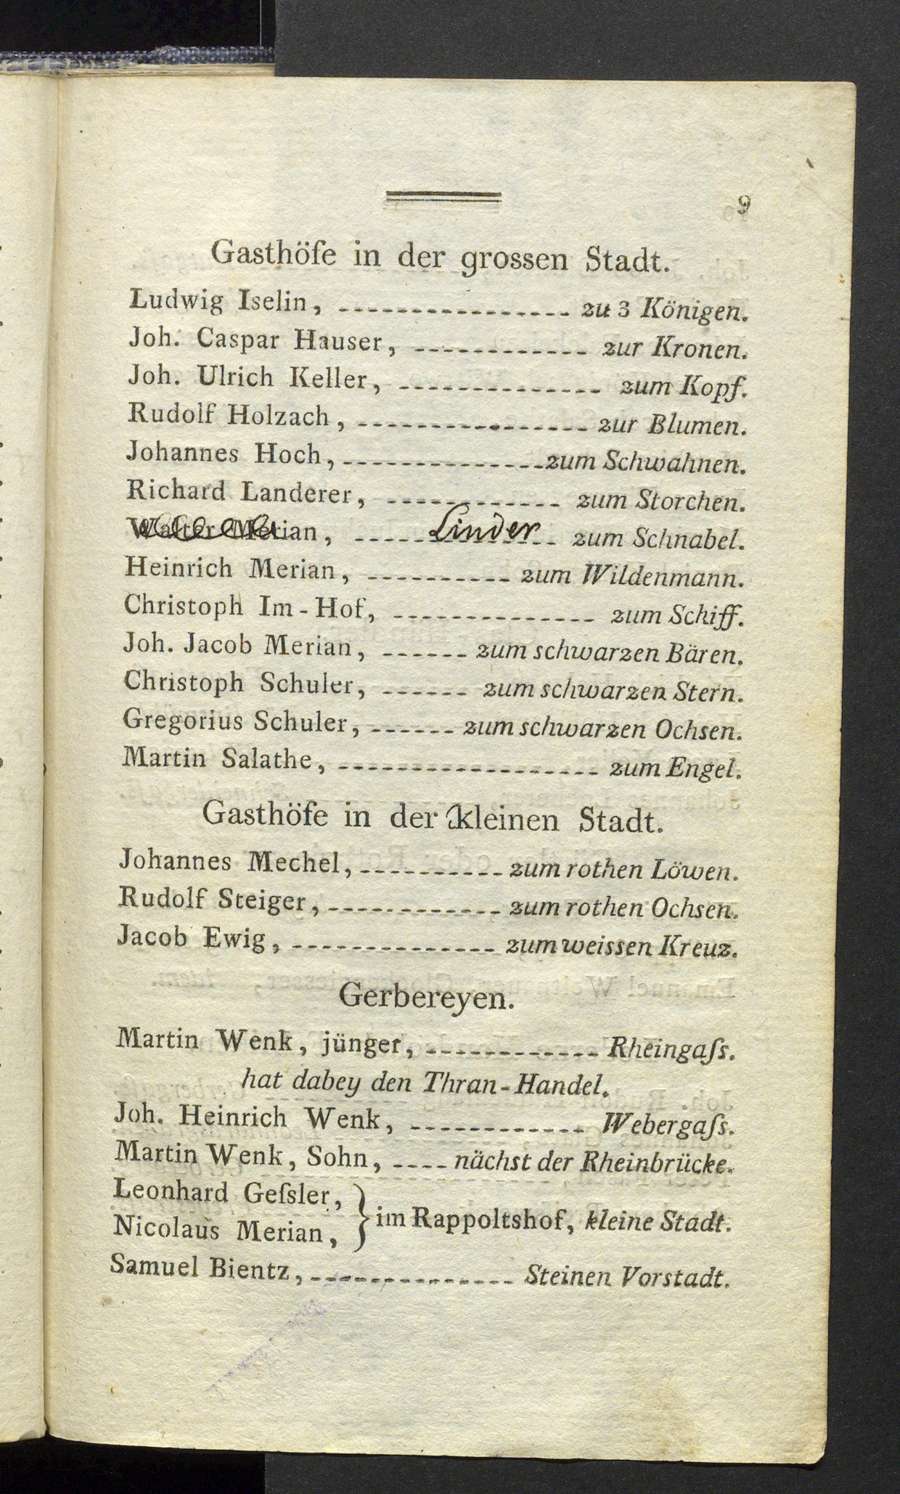 9
Gasthöfe in der grossen Stadt.
Ludwig Iselin, ---------------- zu 3 Königen.
Joh. Caspar Hauser, ------------ zur Kronen.
Joh. Ulrich Keller, -------------- zum Kopf.
Rudolf Holzach, ---------------- zur Blumen.
Johannes Hoch, --------------zum Schwahnen.
Richard Landerer, ------------ zum Storchen.
Walter Merian, ----- Linder -- zum Schnabel.
Heinrich Merian, ---------- zum Wildenmann.
Christoph Im-Hof, --------------- zum Schiff.
Joh. Jacob Merian, ------ zum schwarzen Bären.
Christoph Schuler, ------ zum schwarzen Stern.
Gregorius Schuler, ------ zum schwarzen Ochsen.
Martin Salathe, ------------------ zum Engel.
Gasthöfe in der kleinen Stadt.
Johannes Mechel, ---------- zum rothen Löwen.
Rudolf Steiger, ------------ zum rothen Ochsen.
Jacob Ewig, -------------- zum weissen Kreuz.
Gerbereyen.
Martin Wenk, jünger, ------------ Rheingaſs.
hat dabey den Thran-Handel.
Joh. Heinrich Wenk, ------------ Webergaſs.
Martin Wenk, Sohn, ---- nächst der Rheinbrücke.
Leonhard Geſsler, }
Nicolaus Merian, } im Rappoltshof, kleine Stadt.
Samuel Bientz, -------------- Steinen Vorstadt.